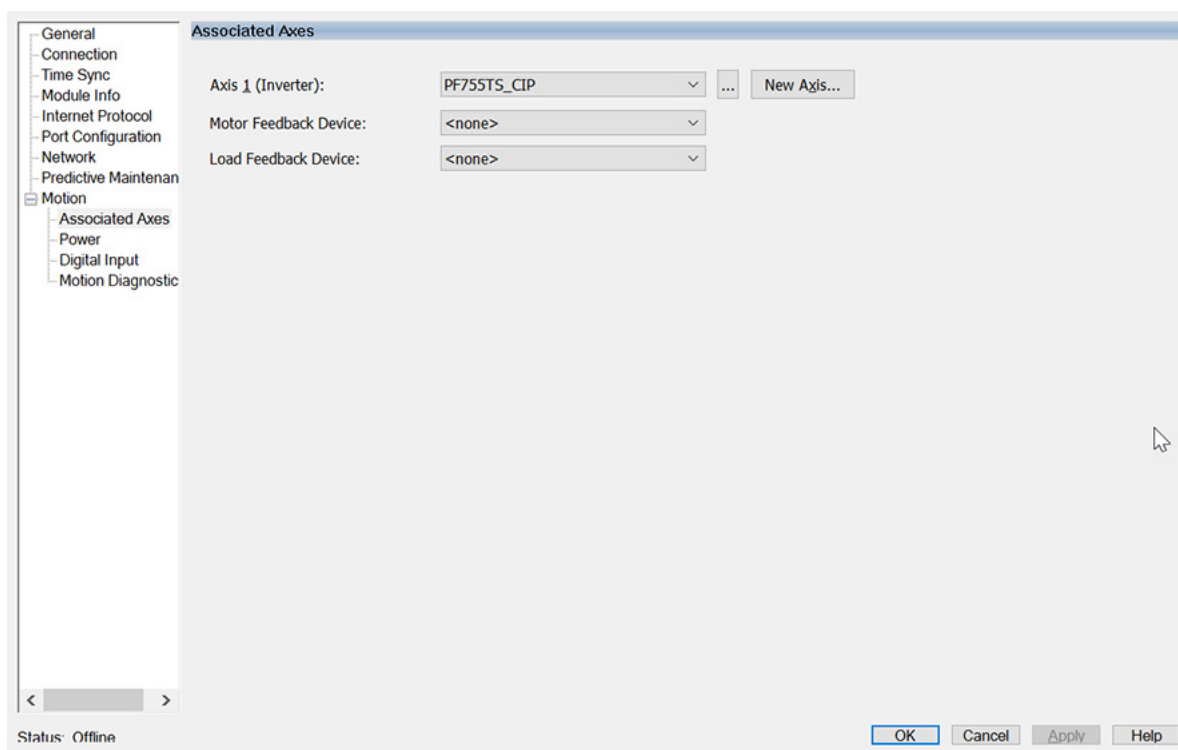 General
Connection
Time Sync
Module Info
Internet Protocol
Port Configuration
Network
Predictive Maintenan
Motion
Associated Axes
Power
Digital Input
Motion Diagnostic
Associated Axes
Axis 1 (Inverter): PF755TS_CIP ... New Axis...
Motor Feedback Device: <none>
Load Feedback Device: <none>
Status: Offline
OK Cancel Apply Help